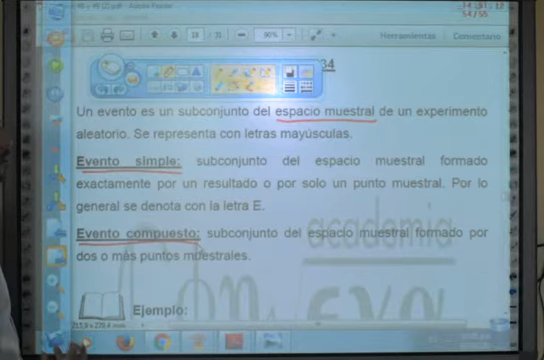 Herramientas Comentario
34
Un evento es un subconjunto del espacio muestral de un experimento
aleatorio. Se representa con letras mayúsculas.
Evento simple: subconjunto del espacio muestral formado
exactamente por un resultado o por solo un punto muestral. Por lo
general se denota con la letra E.
Evento compuesto: subconjunto del espacio muestral formado por
dos o más puntos muestrales.
academia
Ejemplo: